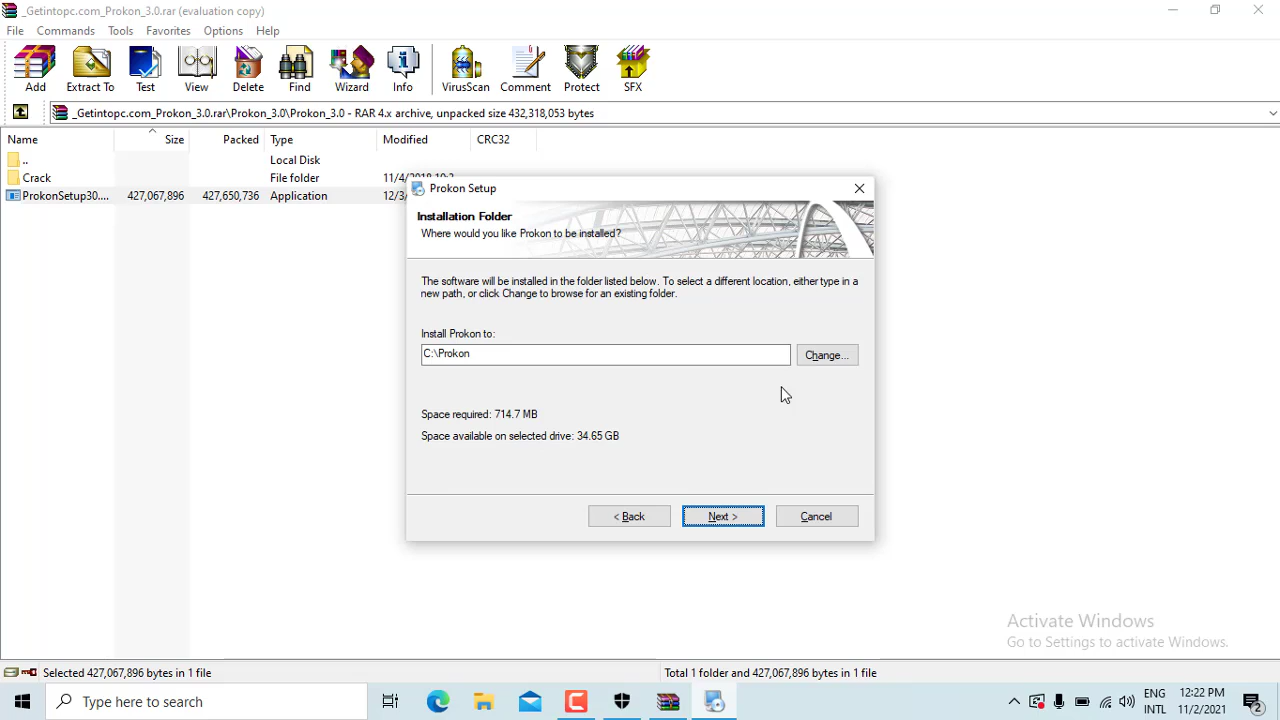 _Getintopc.com_Prokon_3.0.rar (evaluation copy)
File Commands Tools Favorites Options Help
Add Extract To Test View Delete Find Wizard Info VirusScan Comment Protect SFX
_Getintopc.com_Prokon_3.0.rar\Prokon_3.0\Prokon_3.0 - RAR 4.x archive, unpacked size 432,318,053 bytes
Name Size Packed Type Modified CRC32
.. Local Disk
Crack File folder
ProkonSetup30.... 427,067,896 427,650,736 Application
Prokon Setup
Installation Folder
Where would you like Prokon to be installed?
The software will be installed in the folder listed below. To select a different location, either type in a
new path, or click Change to browse for an existing folder.
Install Prokon to:
C:\Prokon
Change...
Space required: 714.7 MB
Space available on selected drive: 34.65 GB
< Back Next > Cancel
Activate Windows
Go to Settings to activate Windows.
Selected 427,067,896 bytes in 1 file
Total 1 folder and 427,067,896 bytes in 1 file
Type here to search
ENG
INTL
12:22 PM
11/2/2021
2